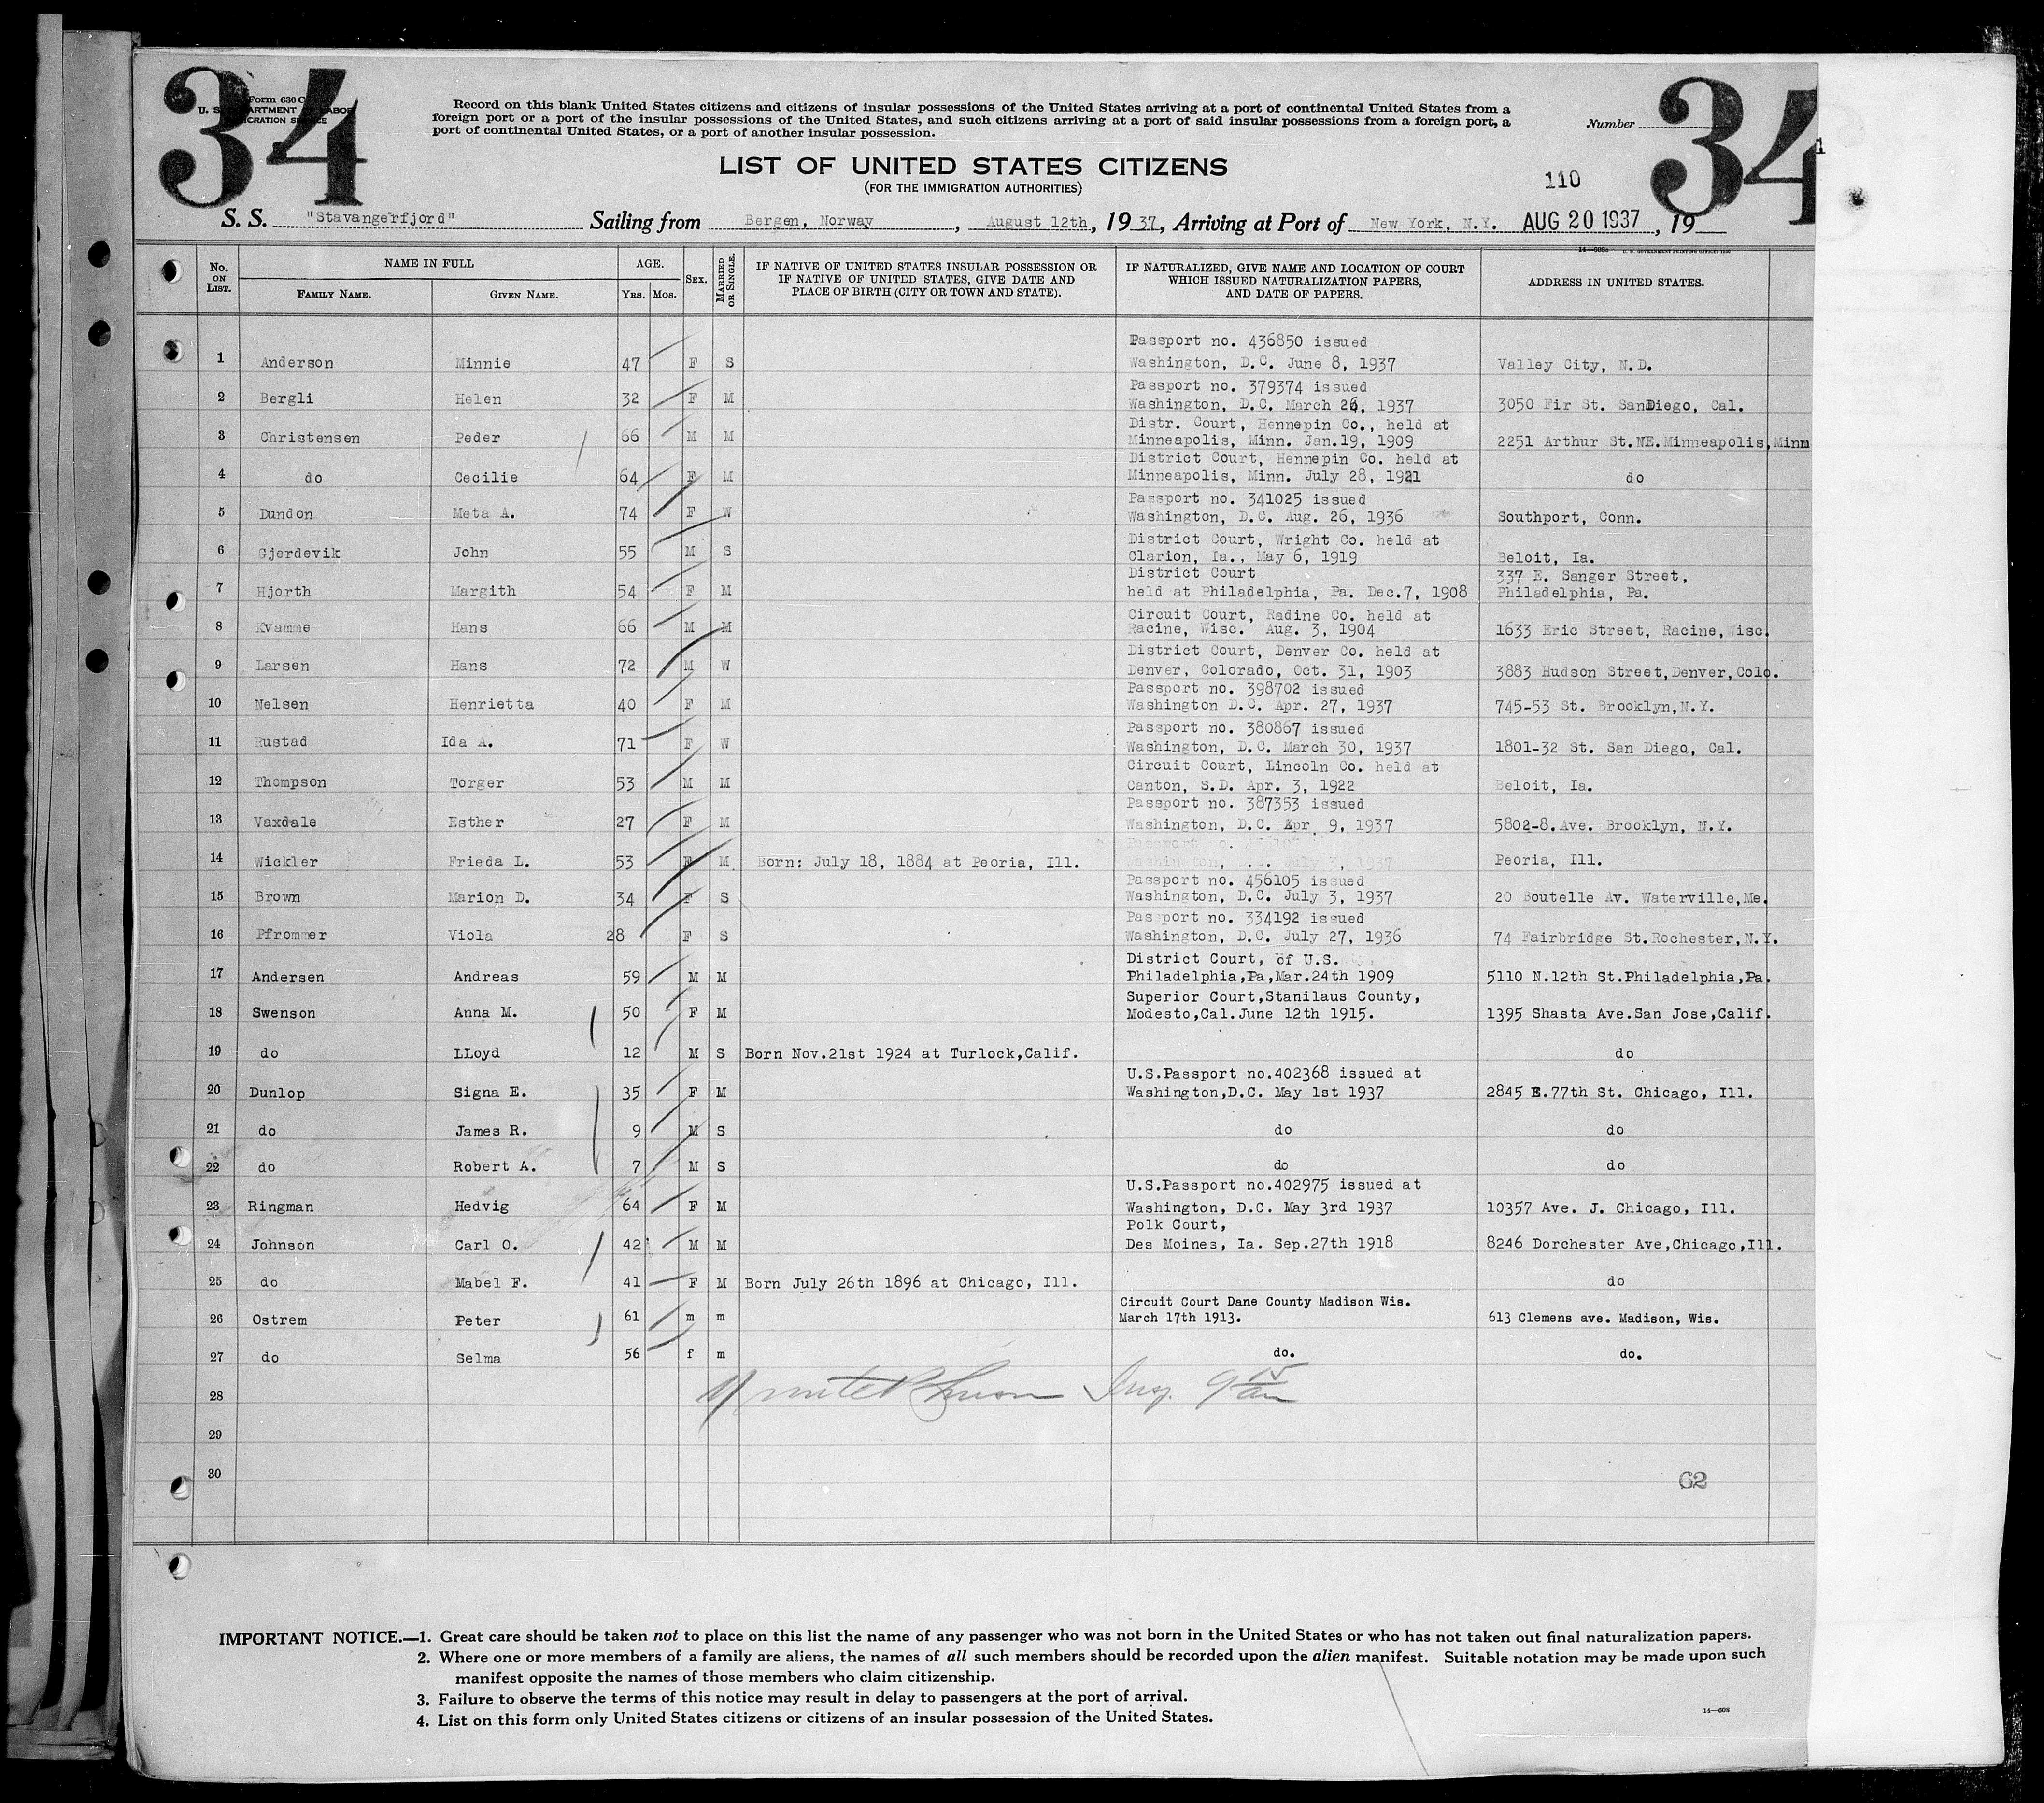 34
Form 630 C
U. S. DEPARTMENT OF LABOR
IMMIGRATION SERVICE
Record on this blank United States citizens and citizens of insular possessions of the United States arriving at a port of continental United States from a
foreign port or a port of the insular possessions of the United States, and such citizens arriving at a port of said insular possessions from a foreign port, a
port of continental United States, or a port of another insular possession.
Number
34
LIST OF UNITED STATES CITIZENS
(FOR THE IMMIGRATION AUTHORITIES)
110
S. S. "Stavangerfjord" Sailing from Bergen, Norway, August 12th, 1937, Arriving at Port of New York, N.Y. AUG 20 1937, 19
No. ON LIST. NAME IN FULL AGE. SEX. MARRIED OR SINGLE. IF NATIVE OF UNITED STATES INSULAR POSSESSION OR IF NATIVE OF UNITED STATES, GIVE DATE AND PLACE OF BIRTH (CITY OR TOWN AND STATE). IF NATURALIZED, GIVE NAME AND LOCATION OF COURT WHICH ISSUED NATURALIZATION PAPERS, AND DATE OF PAPERS. ADDRESS IN UNITED STATES.
FAMILY NAME. GIVEN NAME. YRS. MOS.
Passport no. 436850 issued
1 Anderson Minnie 47 F S Washington, D.C. June 8, 1937 Valley City, N.D.
Passport no. 379374 issued
2 Bergli Helen 32 F M Washington, D.C. March 26, 1937 3050 Fir St. SanDiego, Cal.
Distr. Court, Hennepin Co., held at
3 Christensen Peder 66 M M Minneapolis, Minn. Jan.19, 1909 2251 Arthur St.NE.Minneapolis,Minn
District Court, Hennepin Co. held at
4 do Cecilie 64 F M Minneapolis, Minn. July 28, 1921 do
Passport no. 341025 issued
5 Dundon Meta A. 74 F W Washington, D.C. Aug. 26, 1936 Southport, Conn.
District Court, Wright Co. held at
6 Gjerdevik John 55 M S Clarion, Ia., May 6, 1919 Beloit, Ia.
District Court 337 E. Sanger Street,
7 Hjorth Margith 54 F M held at Philadelphia, Pa. Dec.7, 1908 Philadelphia, Pa.
Circuit Court, Radine Co. held at
8 Kvamme Hans 66 M M Racine, Wisc. Aug. 3, 1904 1633 Eric Street, Racine, Wisc.
District Court, Denver Co. held at
9 Larsen Hans 72 M W Denver, Colorado, Oct. 31, 1903 3883 Hudson Street,Denver,Colo.
Passport no. 398702 issued
10 Nelsen Henrietta 40 F M Washington D.C. Apr. 27, 1937 745-53 St. Brooklyn,N.Y.
Passport no. 380867 issued
11 Rustad Ida A. 71 F W Washington, D.C. March 30, 1937 1801-32 St. San Diego, Cal.
Circuit Court, Lincoln Co. held at
12 Thompson Torger 53 M M Canton, S.D. Apr. 3, 1922 Beloit, Ia.
Passport no. 387353 issued
13 Vaxdale Esther 27 F M Washington, D.C. Apr. 9, 1937 5802-8.Ave. Brooklyn, N.Y.
14 Wickler Frieda L. 53 F M Born: July 18, 1884 at Peoria, Ill. Peoria, Ill.
Passport no. 456105 issued
15 Brown Marion D. 34 F S Washington, D.C. July 3, 1937 20 Boutelle Av. Waterville,Me.
Passport no. 334192 issued
16 Pfrommer Viola 28 F S Washington, D.C. July 27, 1936 74 Fairbridge St.Rochester,N.Y.
District Court, of U.S.
17 Andersen Andreas 59 M M Philadelphia,Pa,Mar.24th 1909 5110 N.12th St.Philadelphia,Pa.
Superior Court,Stanilaus County,
18 Swenson Anna M. 50 F M Modesto,Cal.June 12th 1915. 1395 Shasta Ave.San Jose,Calif.
19 do LLoyd 12 M S Born Nov.21st 1924 at Turlock,Calif. do
U.S.Passport no.402368 issued at
20 Dunlop Signa E. 35 F M Washington,D.C. May 1st 1937 2845 E.77th St. Chicago, Ill.
21 do James R. 9 M S do do
22 do Robert A. 7 M S do do
U.S.Passport no.402975 issued at
23 Ringman Hedvig 64 F M Washington, D.C. May 3rd 1937 10357 Ave. J. Chicago, Ill.
Polk Court,
24 Johnson Carl O. 42 M M Des Moines, Ia. Sep.27th 1918 8246 Dorchester Ave,Chicago,Ill.
25 do Mabel F. 41 F M Born July 26th 1896 at Chicago, Ill. do
Circuit Court Dane County Madison Wis.
26 Ostrem Peter 61 m m March 17th 1913. 613 Clemens ave. Madison, Wis.
27 do Selma 56 f m do. do.
28
29
30 62
IMPORTANT NOTICE.—1. Great care should be taken not to place on this list the name of any passenger who was not born in the United States or who has not taken out final naturalization papers.
2. Where one or more members of a family are aliens, the names of all such members should be recorded upon the alien manifest. Suitable notation may be made upon such
manifest opposite the names of those members who claim citizenship.
3. Failure to observe the terms of this notice may result in delay to passengers at the port of arrival.
4. List on this form only United States citizens or citizens of an insular possession of the United States.
14—608